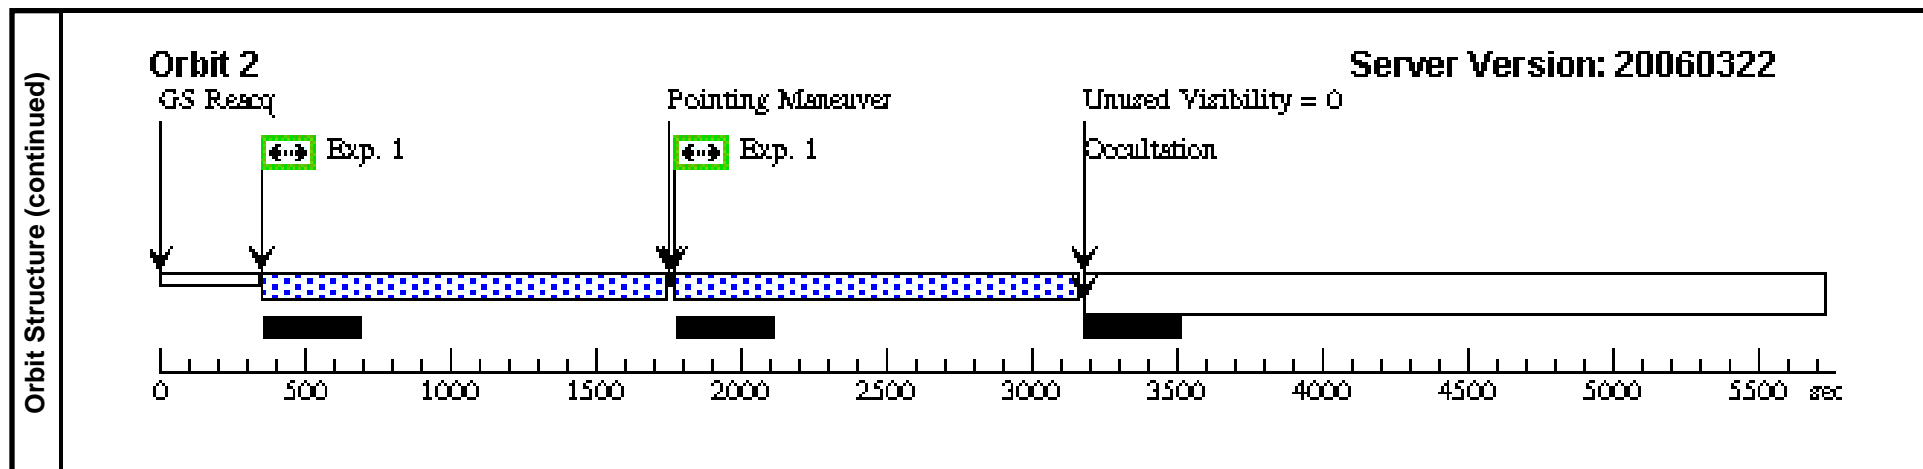 Orbit Structure (continued)
Orbit 2
Server Version: 20060322
GS Reacq
Pointing Maneuver
Unused Visibility = 0
Exp. 1
Exp. 1
Occultation
0 500 1000 1500 2000 2500 3000 3500 4000 4500 5000 5500 sec